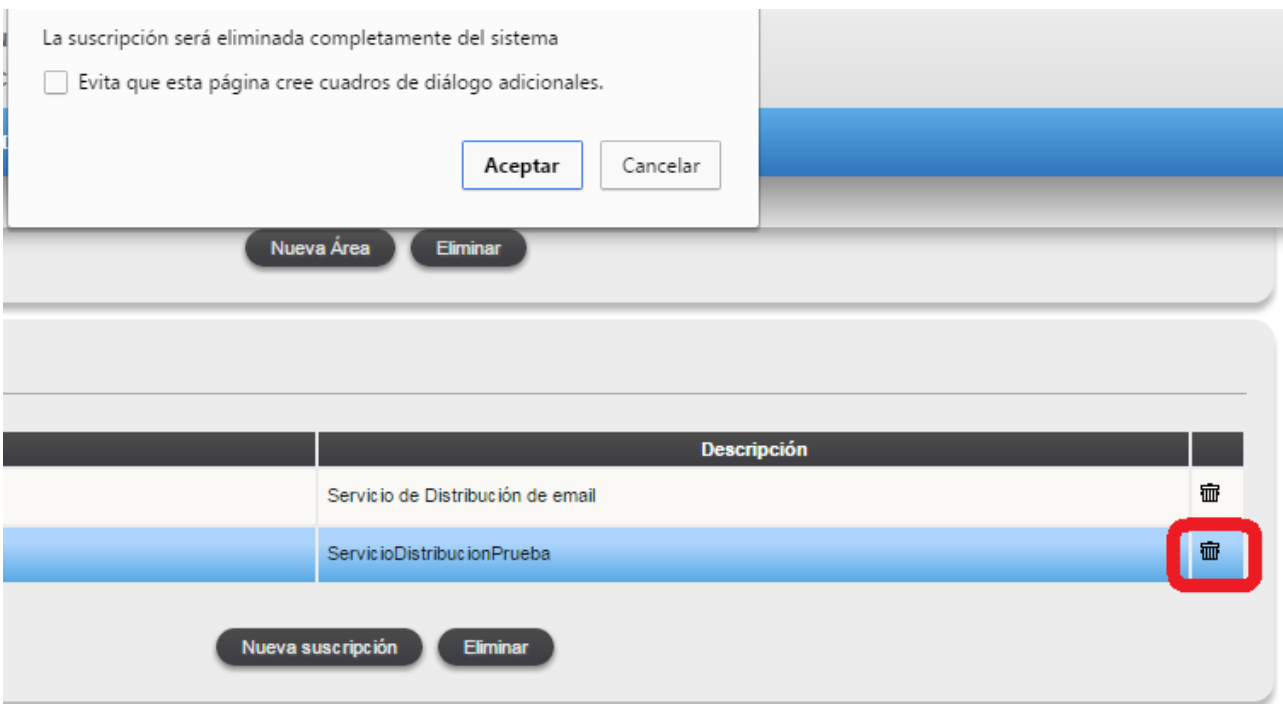 La suscripción será eliminada completamente del sistema
Evita que esta página cree cuadros de diálogo adicionales.
Aceptar Cancelar
Nueva Área Eliminar
Descripción
Servicio de Distribución de email
ServicioDistribucionPrueba
Nueva suscripción Eliminar